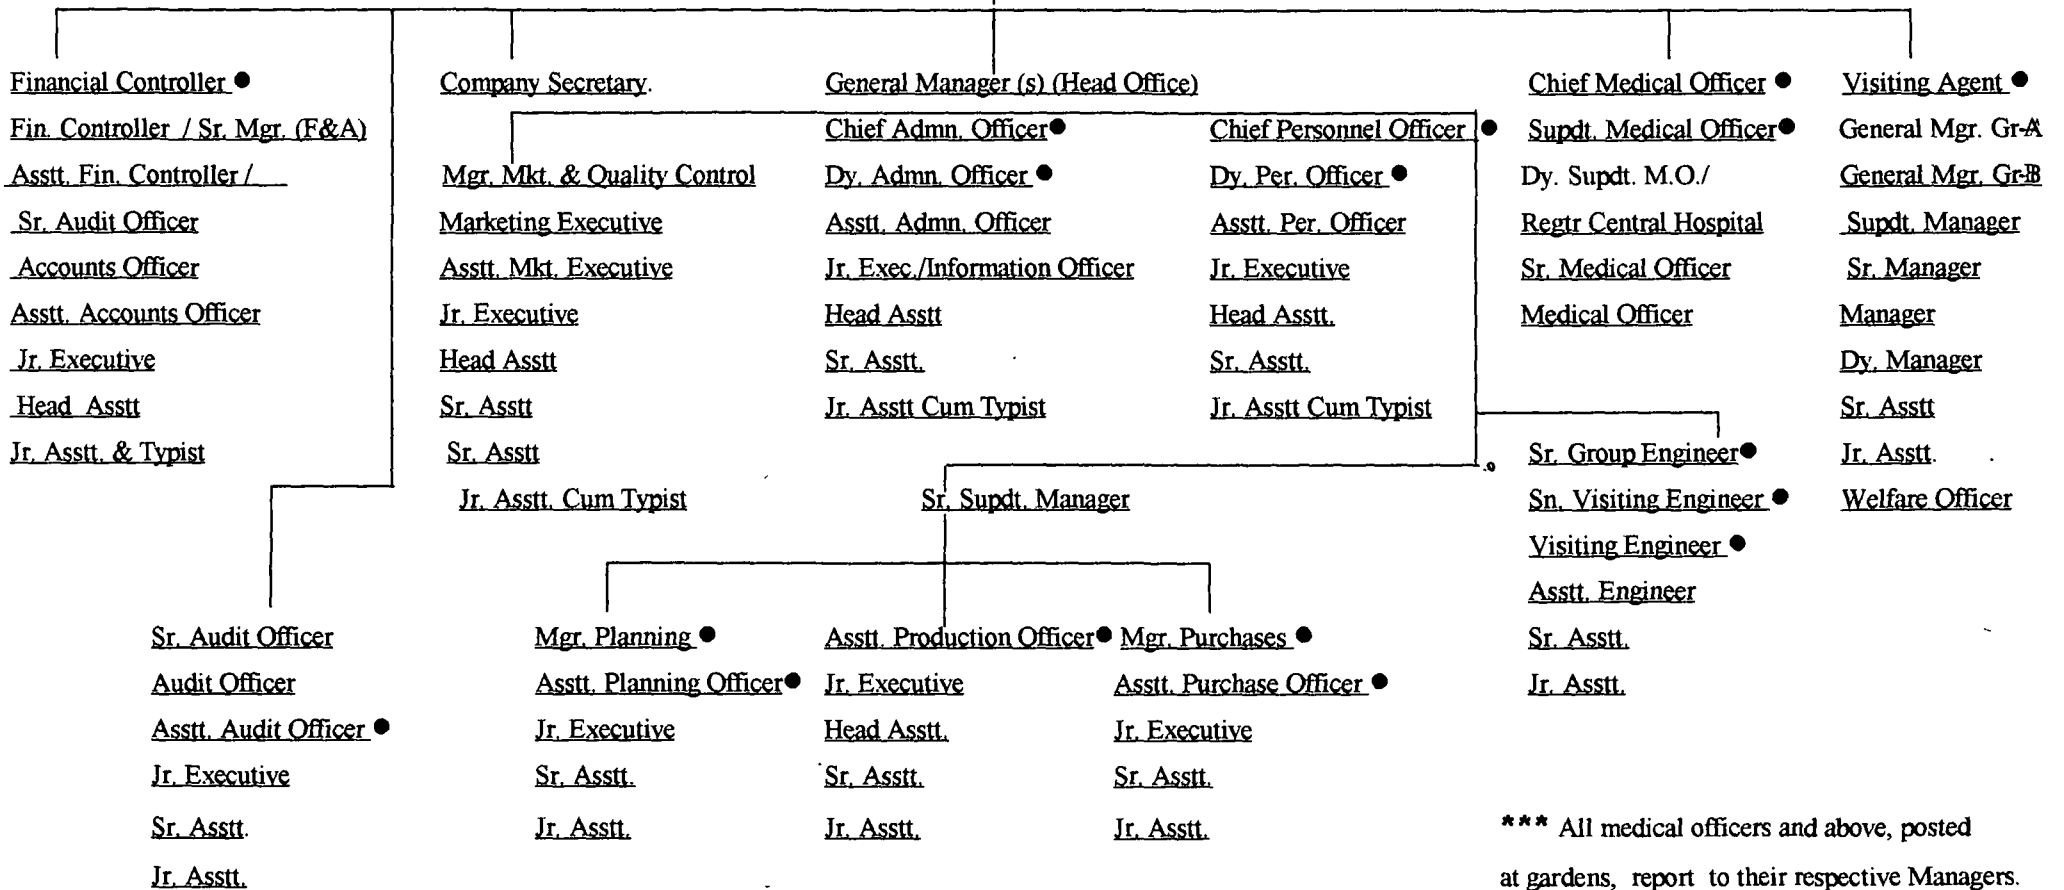 Financial Controller ●
Fin. Controller / Sr. Mgr. (F&A)
Asstt. Fin. Controller /
Sr. Audit Officer
Accounts Officer
Asstt. Accounts Officer
Jr. Executive
Head Asstt
Jr. Asstt. & Typist
Company Secretary.
General Manager (s) (Head Office)
Mgr. Mkt. & Quality Control
Marketing Executive
Asstt. Mkt. Executive
Jr. Executive
Head Asstt
Sr. Asstt
Sr. Asstt
Jr. Asstt. Cum Typist
Chief Admn. Officer ●
Dy. Admn. Officer ●
Asstt. Admn. Officer
Jr. Exec./Information Officer
Head Asstt
Sr. Asstt.
Jr. Asstt Cum Typist
Chief Personnel Officer ●
Dy. Per. Officer ●
Asstt. Per. Officer
Jr. Executive
Head Asstt.
Sr. Asstt.
Jr. Asstt Cum Typist
Chief Medical Officer ●
Supdt. Medical Officer ●
Dy. Supdt. M.O./
Regtr Central Hospital
Sr. Medical Officer
Medical Officer
Visiting Agent ●
General Mgr. Gr-A
General Mgr. Gr-B
Supdt. Manager
Sr. Manager
Manager
Dy. Manager
Sr. Asstt
Jr. Asstt.
Welfare Officer
Sr. Group Engineer ●
Sn. Visiting Engineer ●
Visiting Engineer ●
Asstt. Engineer
Sr. Asstt.
Jr. Asstt.
Sr. Supdt. Manager
Sr. Audit Officer
Audit Officer
Asstt. Audit Officer ●
Jr. Executive
Sr. Asstt.
Jr. Asstt.
Mgr. Planning ●
Asstt. Planning Officer ●
Jr. Executive
Sr. Asstt.
Jr. Asstt.
Asstt. Production Officer ●
Jr. Executive
Head Asstt.
Sr. Asstt.
Jr. Asstt.
Mgr. Purchases ●
Asstt. Purchase Officer ●
Jr. Executive
Sr. Asstt.
Jr. Asstt.
*** All medical officers and above, posted
at gardens, report to their respective Managers.